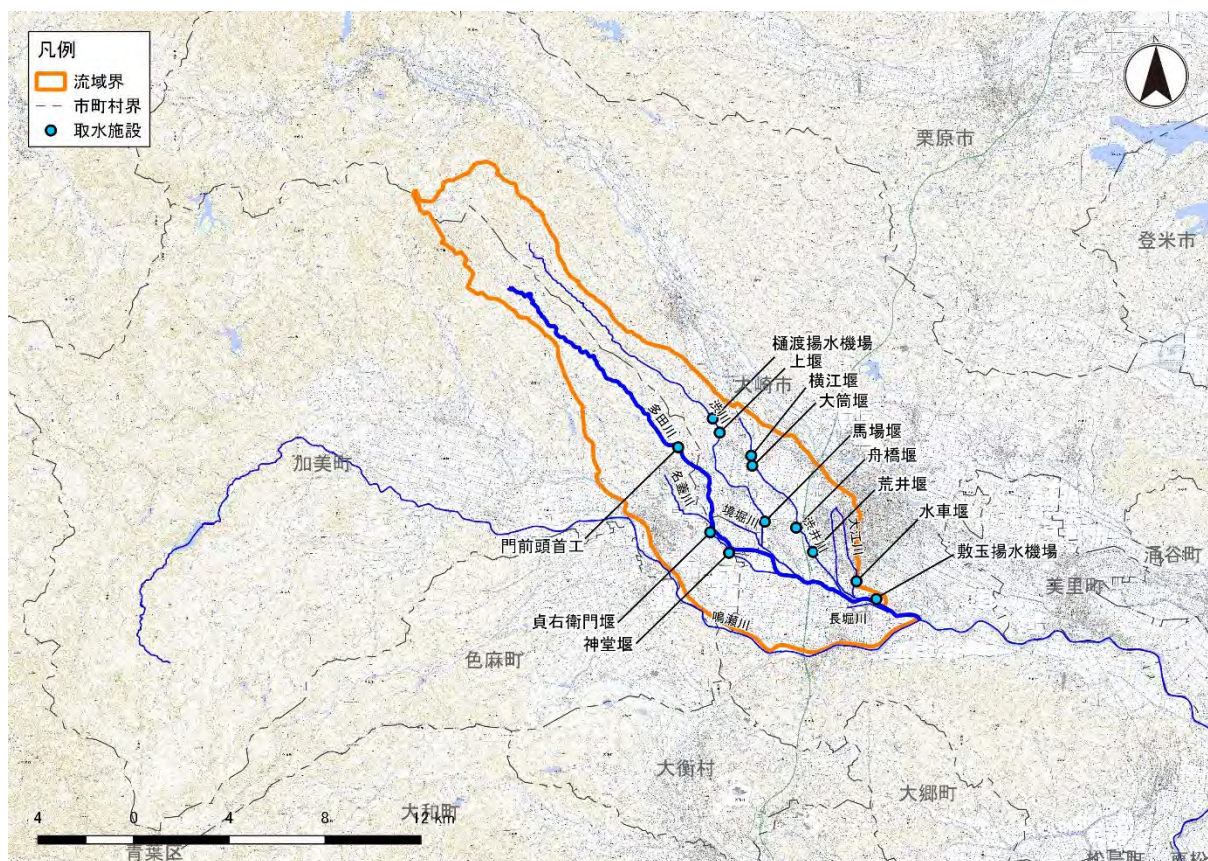 凡例
流域界
市町村界
取水施設
栗原市
登米市
樋渡揚水機場
上堰
大崎市
横江堰
大筒堰
渋川
多田川
馬場堰
舟橋堰
加美町
荒井堰
名蓋川
境堀川
渋井川
大江川
水車堰
門前頭首工
敷玉揚水機場
涌谷町
美里町
長堀川
貞右衛門堰
鳴瀬川
神堂堰
色麻町
大衡村
大郷町
大和町
4 0 4 8 12 km
青葉区